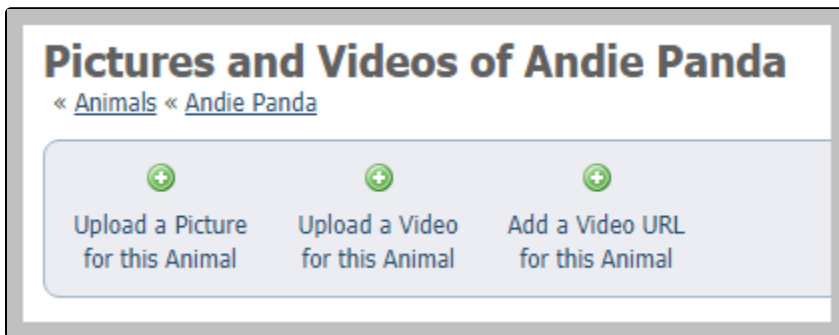 Pictures and Videos of Andie Panda
« Animals « Andie Panda
Upload a Picture
for this Animal
Upload a Video
for this Animal
Add a Video URL
for this Animal